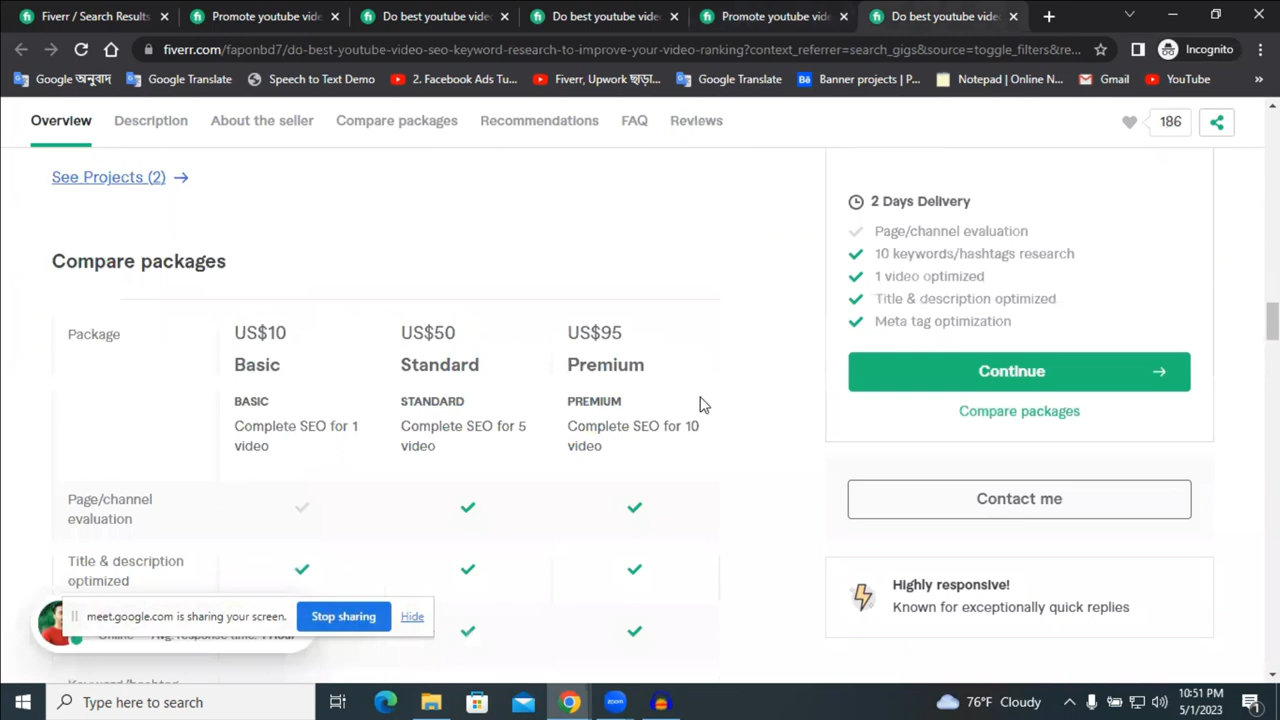 Fiverr / Search Results
Promote youtube vide
Do best youtube video
Do best youtube video
Promote youtube vide
Do best youtube video
fiverr.com/faponbd7/do-best-youtube-video-seo-keyword-research-to-improve-your-video-ranking?context_referrer=search_gigs&source=toggle_filters&re...
Incognito
Google অনুবাদ
Google Translate
Speech to Text Demo
2. Facebook Ads Tu...
Fiverr, Upwork ছাড়া...
Google Translate
Banner projects | P...
Notepad | Online N...
Gmail
YouTube
»
Overview
Description
About the seller
Compare packages
Recommendations
FAQ
Reviews
186
See Projects (2) →
Compare packages
Package
US$10
US$50
US$95
Basic
Standard
Premium
BASIC
STANDARD
PREMIUM
Complete SEO for 1
video
Complete SEO for 5
video
Complete SEO for 10
video
Page/channel
evaluation
Title & description
optimized
2 Days Delivery
Page/channel evaluation
10 keywords/hashtags research
1 video optimized
Title & description optimized
Meta tag optimization
Continue
Compare packages
Contact me
Highly responsive!
Known for exceptionally quick replies
meet.google.com is sharing your screen.
Stop sharing
Hide
Type here to search
76°F Cloudy
10:51 PM
5/1/2023